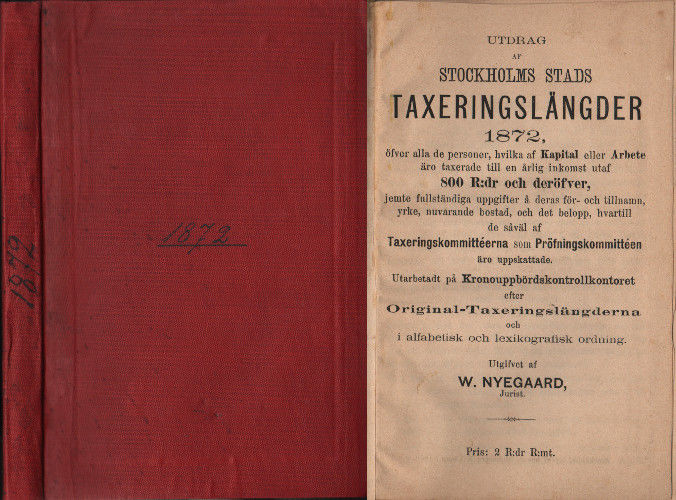 1872
1872
UTDRAG
AF
STOCKHOLMS STADS
TAXERINGSLÄNGDER
1872,
öfver alla de personer, hvilka af Kapital eller Arbete
äro taxerade till en årlig inkomst utaf
800 R:dr och deröfver,
jemte fullständiga uppgifter å deras för- och tillnamn,
yrke, nuvarande bostad, och det belopp, hvartill
de såväl af
Taxeringskommittéerna som Pröfningskommittéen
äro uppskattade.
Utarbetadt på Kronouppbördskontrollkontoret
efter
Original-Taxeringslängderna
och
i alfabetisk och lexikografisk ordning.
Utgifvet af
W. NYEGAARD,
Jurist.
Pris: 2 R:dr R:mt.